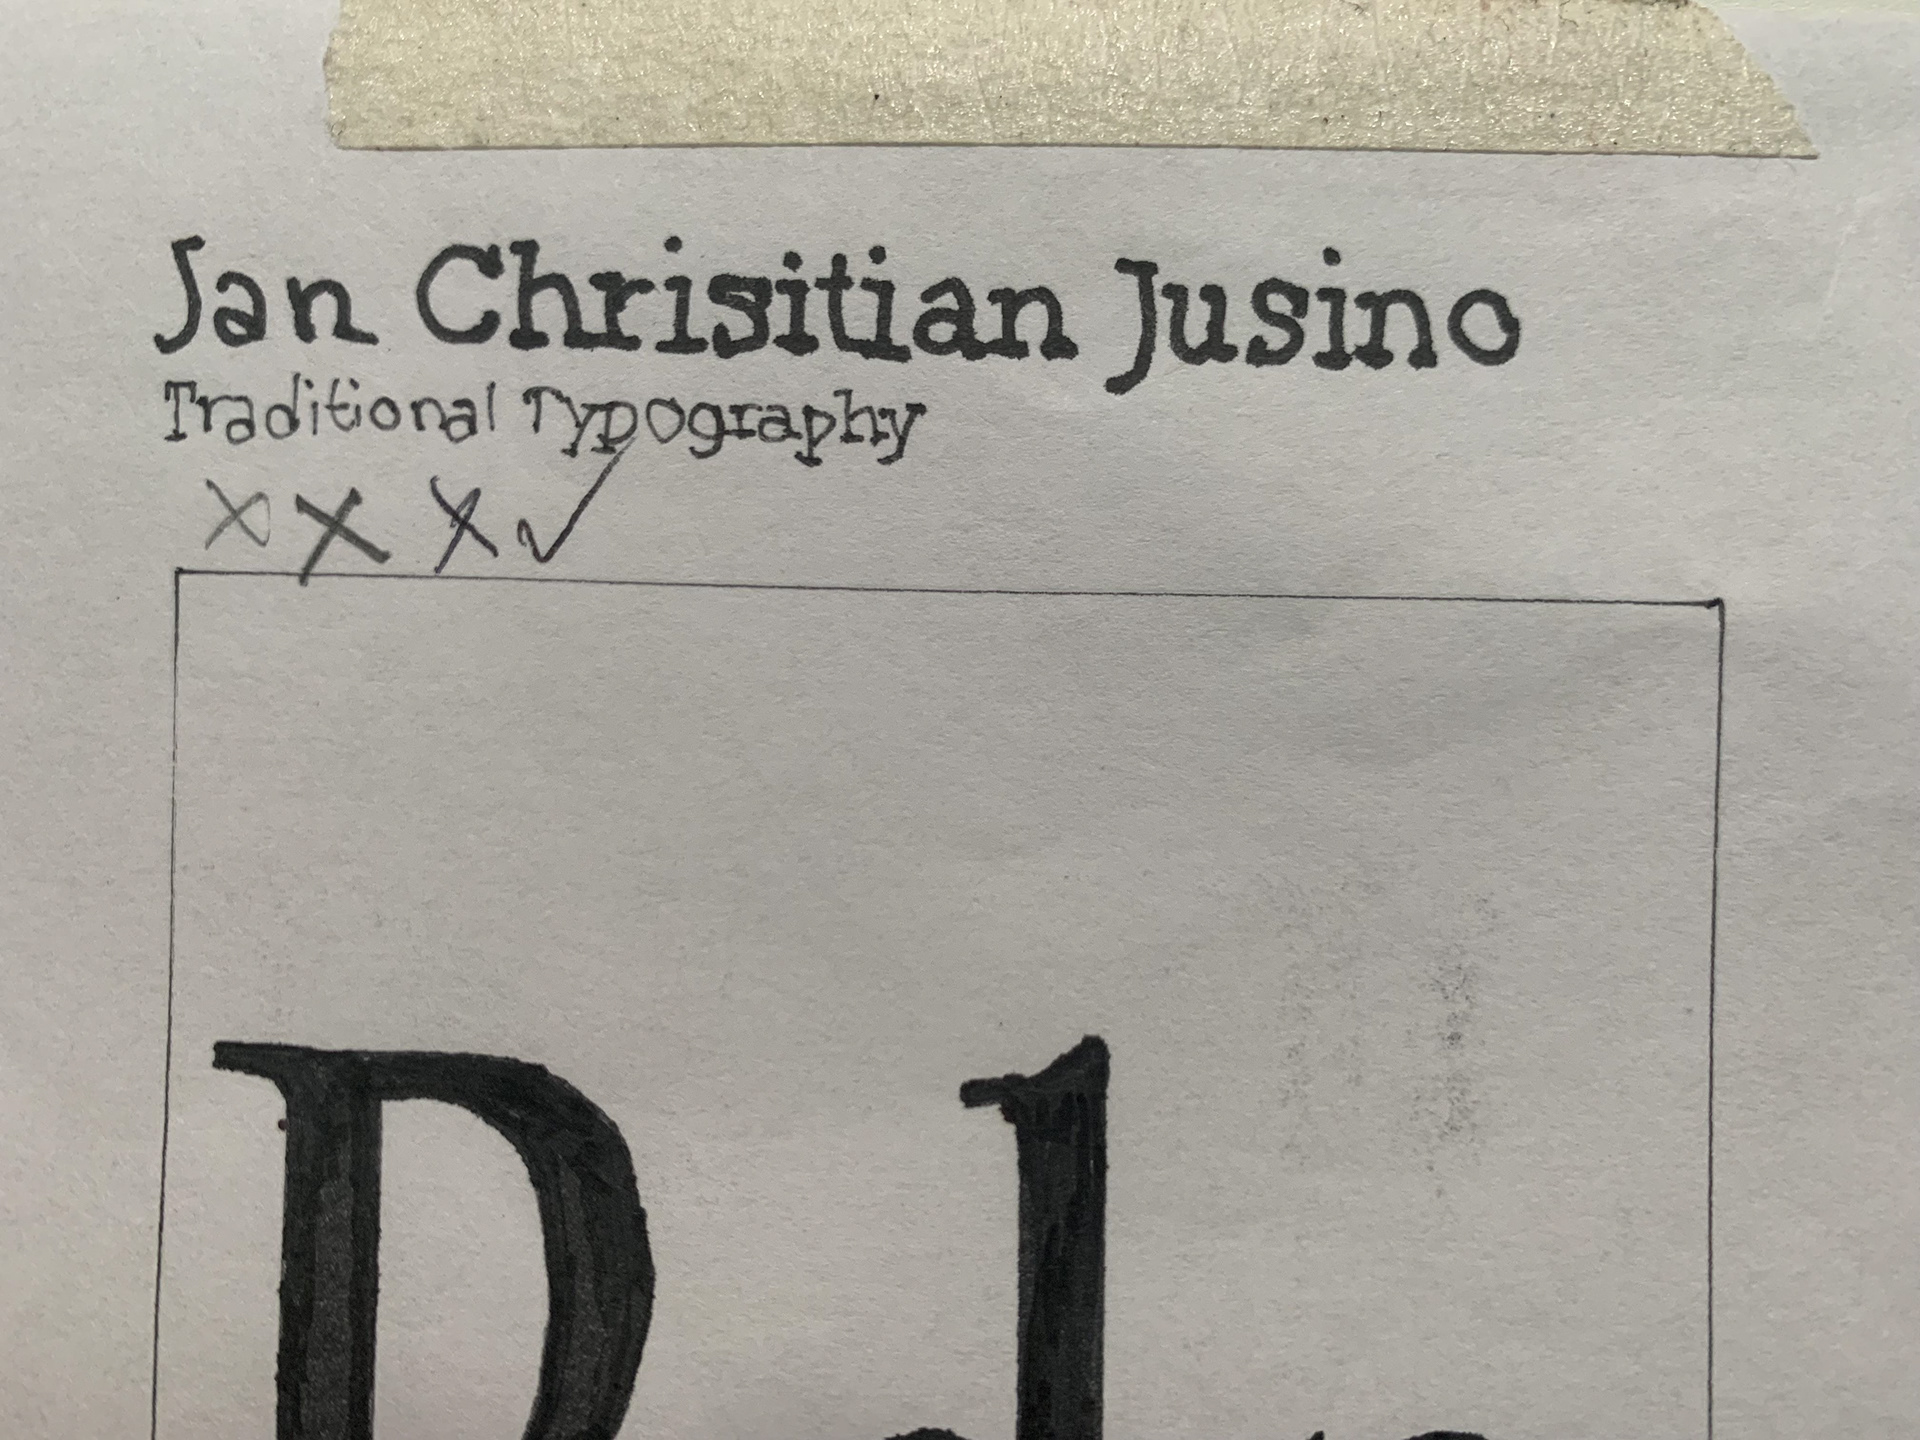 Jan Chrisitian Jusino
Traditional Typography
x x x ✓